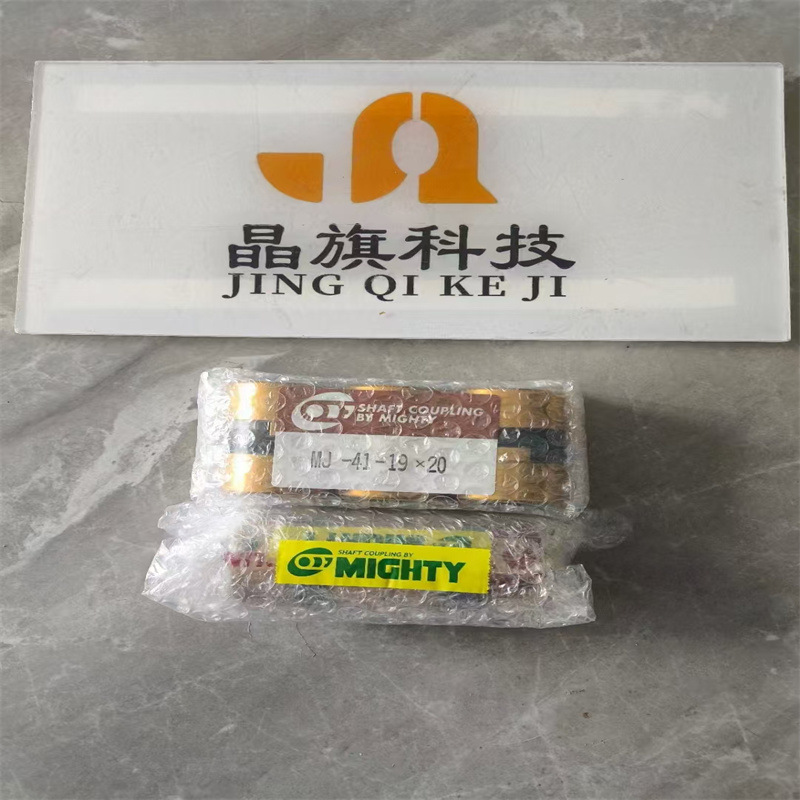 晶旗科技
JING QI KE JI
SHAFT COUPLING
BY MIGHTY
MJ -41-19×20
SHAFT COUPLING BY
MIGHTY